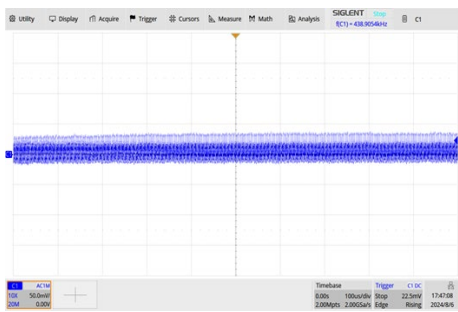 Utility Display Acquire Trigger Cursors Measure Math Analysis SIGLENT Stop C1
f(C1) = 438.9054kHz
C1 AC1M
10X 50.0mV/
20M 0.00V
Timebase
0.00s 100us/div
2.00Mpts 2.00GSa/s
Trigger C1 DC
Stop 22.5mV
Edge Rising
17:47:08
2024/8/6